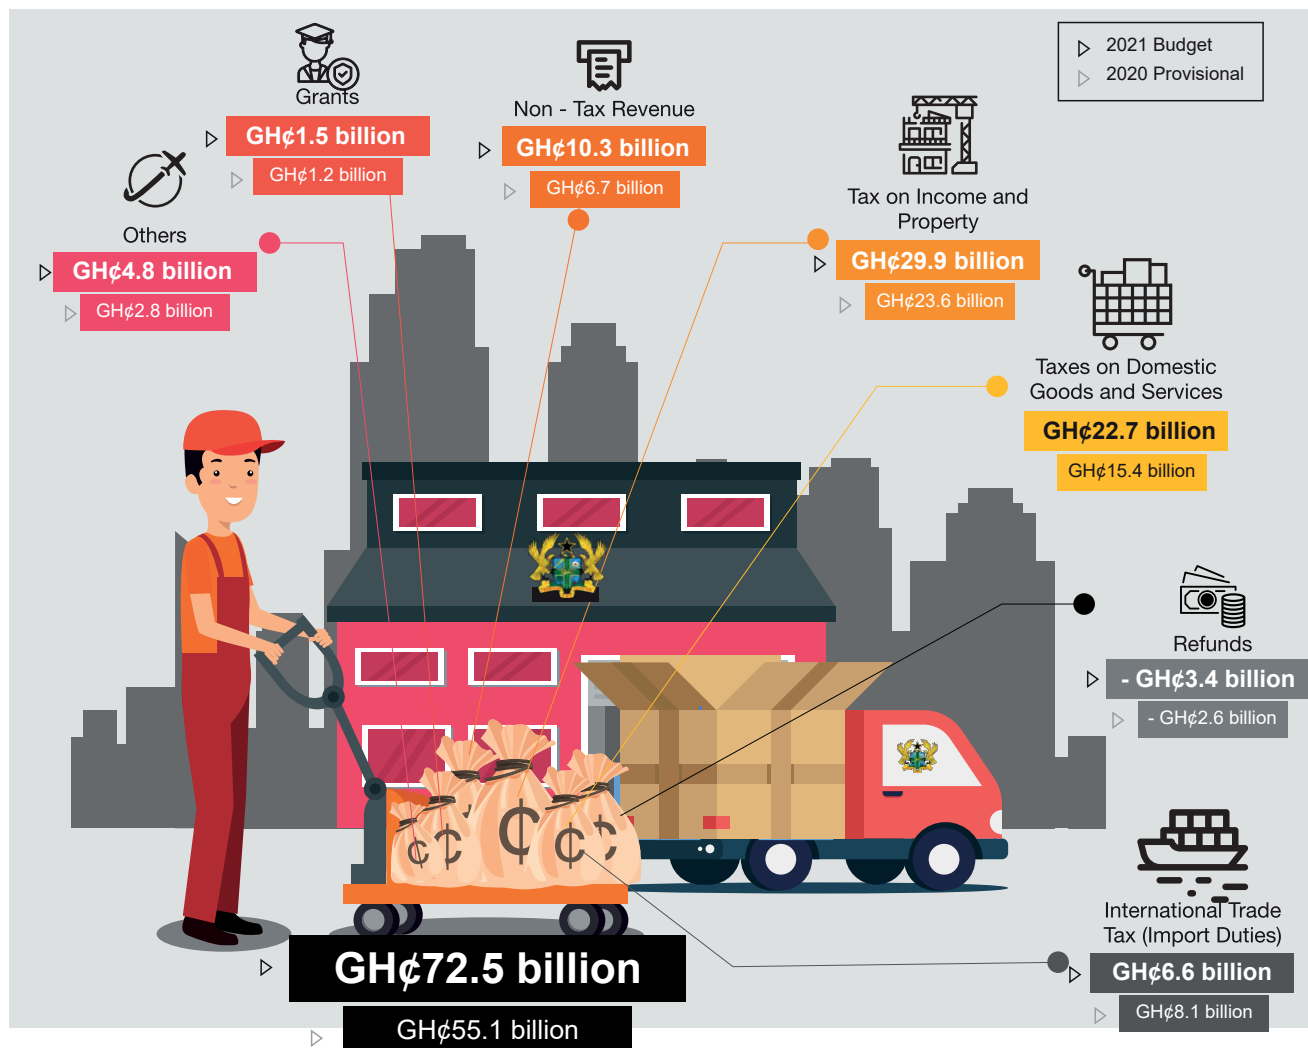 2021 Budget
2020 Provisional
Grants
GH₵1.5 billion
GH₵1.2 billion
Non - Tax Revenue
GH₵10.3 billion
GH₵6.7 billion
Others
GH₵4.8 billion
GH₵2.8 billion
Tax on Income and
Property
GH₵29.9 billion
GH₵23.6 billion
Taxes on Domestic
Goods and Services
GH₵22.7 billion
GH₵15.4 billion
Refunds
- GH₵3.4 billion
- GH₵2.6 billion
₵
₵
₵
₵
₵
International Trade
Tax (Import Duties)
GH₵6.6 billion
GH₵8.1 billion
GH₵72.5 billion
GH₵55.1 billion